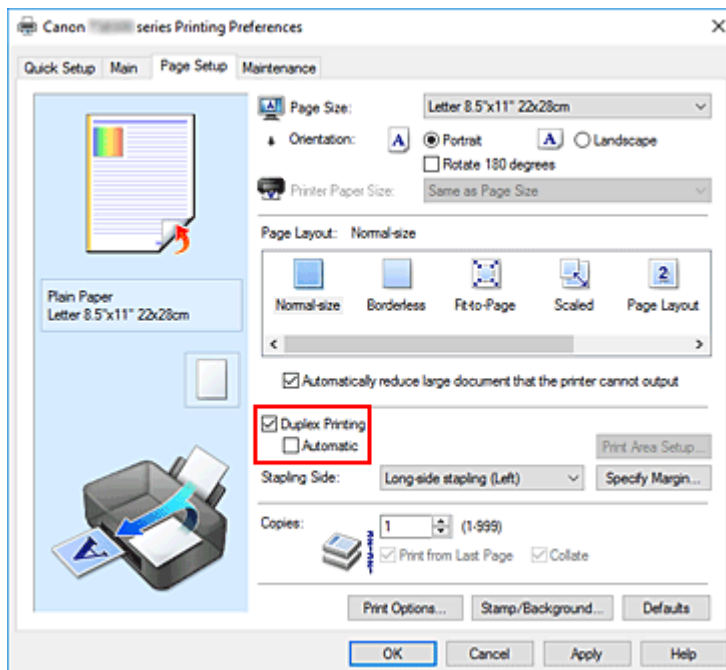 Canon series Printing Preferences
Quick Setup Main Page Setup Maintenance
Page Size: Letter 8.5"x11" 22x28cm
Orientation: A Portrait A Landscape
Rotate 180 degrees
Printer Paper Size: Same as Page Size
Page Layout: Normal-size
2
Normal-size Borderless Fit-to-Page Scaled Page Layout
Plain Paper
Letter 8.5"x11" 22x28cm
Automatically reduce large document that the printer cannot output
Duplex Printing
Automatic
Print Area Setup...
Stapling Side: Long-side stapling (Left) Specify Margin...
Copies: 1 (1-999)
Print from Last Page Collate
A
Print Options... Stamp/Background... Defaults
OK Cancel Apply Help